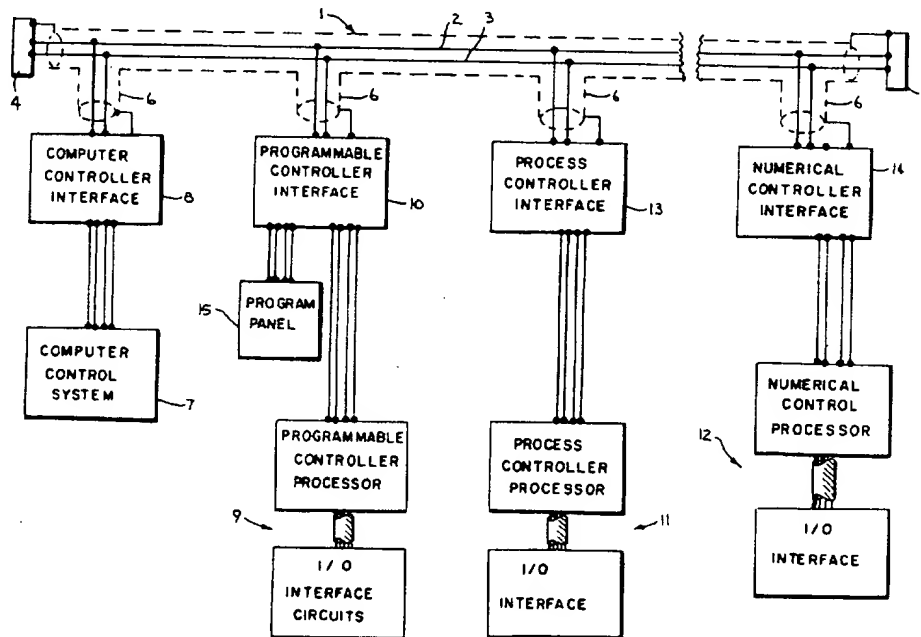 1
2
3
4
6
6
6
6
COMPUTER
CONTROLLER
INTERFACE
8
PROGRAMMABLE
CONTROLLER
INTERFACE
10
PROCESS
CONTROLLER
INTERFACE
13
NUMERICAL
CONTROLLER
INTERFACE
14
15
PROGRAM
PANEL
COMPUTER
CONTROL
SYSTEM
7
PROGRAMMABLE
CONTROLLER
PROCESSOR
PROCESS
CONTROLLER
PROCESSOR
NUMERICAL
CONTROL
PROCESSOR
12
9
11
I/O
INTERFACE
CIRCUITS
I/O
INTERFACE
I/O
INTERFACE